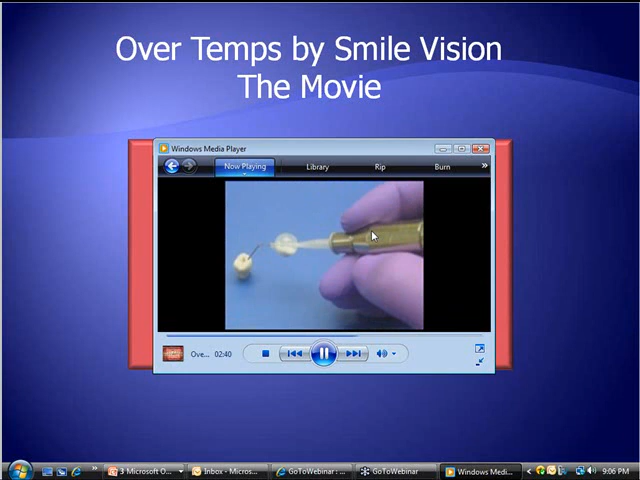 Over Temps by Smile Vision
The Movie
Windows Media Player
Now Playing
Library
Rip
Burn
»
Ove... 02:40
» 3 Microsoft O... Inbox - Micros... GoToWebinar : ... GoToWebinar Windows Medi... < 9:06 PM